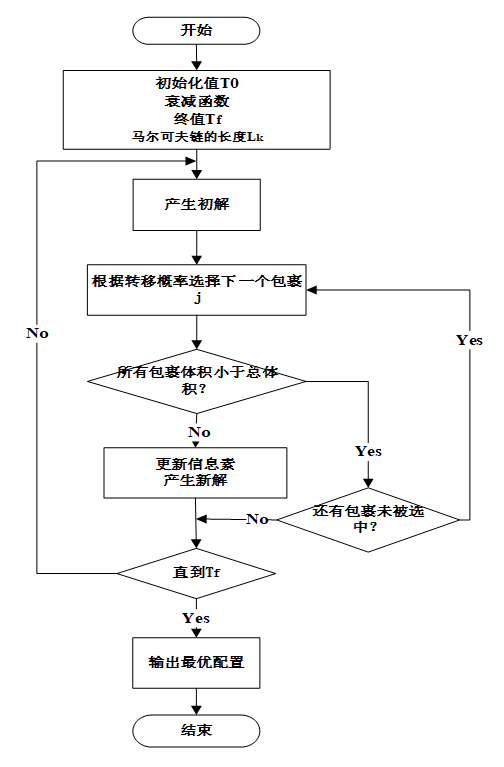 开始
初始化值T0
衰减函数
终值Tf
马尔可夫链的长度Lk
产生初解
根据转移概率选择下一个包裹
j
No
Yes
所有包裹体积小于总体
积？
No
Yes
更新信息素
产生新解
还有包裹未被选
中？
No
直到Tf
Yes
输出最优配置
结束